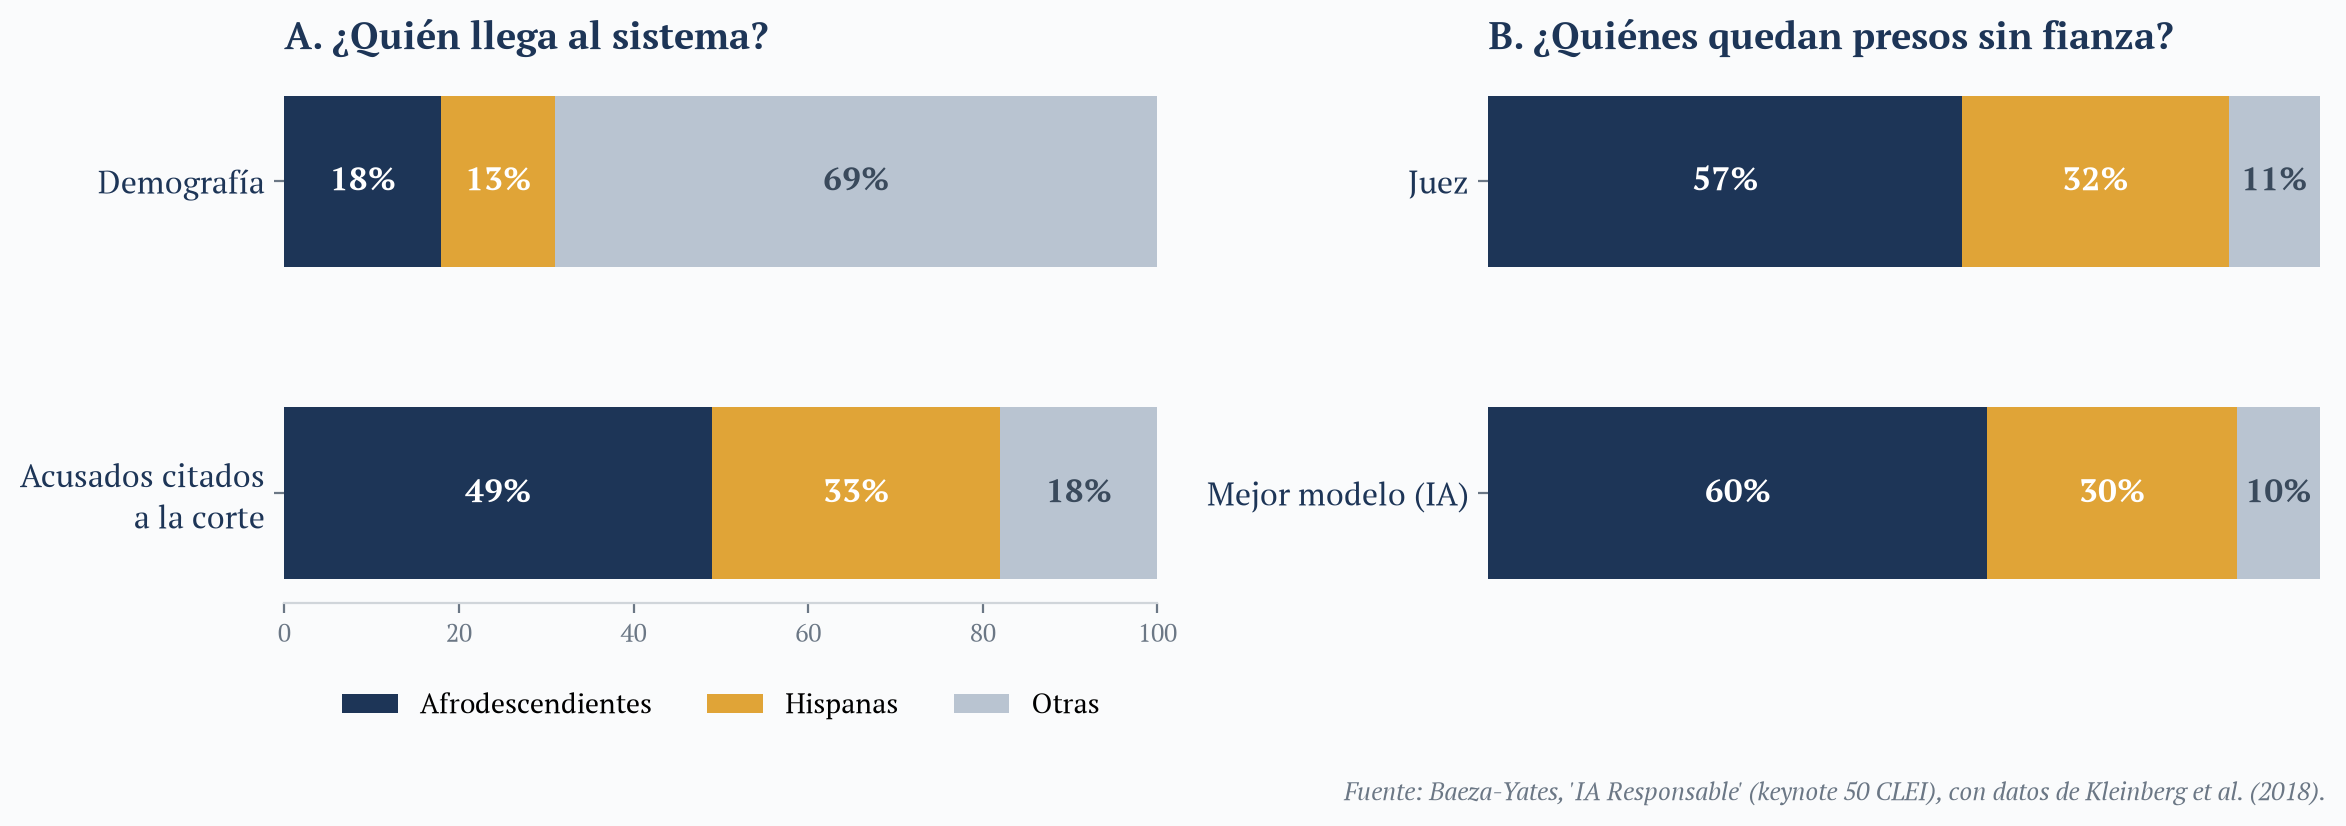 A. ¿Quién llega al sistema?
Demografía
18%
13%
69%
Acusados citados
a la corte
49%
33%
18%
0
20
40
60
80
100
Afrodescendientes
Hispanas
Otras
B. ¿Quiénes quedan presos sin fianza?
Juez
57%
32%
11%
Mejor modelo (IA)
60%
30%
10%
Fuente: Baeza-Yates, 'IA Responsable' (keynote 50 CLEI), con datos de Kleinberg et al. (2018).